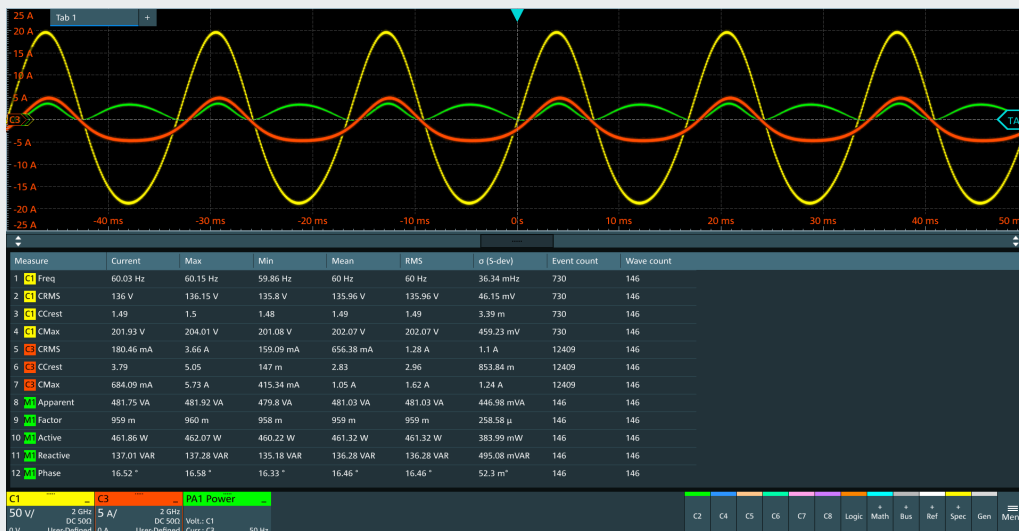 25 A
Tab 1 +
20 A
15 A
10 A
5 A
C3
TA
-5 A
-10 A
-15 A
-20 A
-25 A
-40 ms -30 ms -20 ms -10 ms 0 s 10 ms 20 ms 30 ms 40 ms 50 m
Measure Current Max Min Mean RMS σ (S-dev) Event count Wave count
1 C1 Freq 60.03 Hz 60.15 Hz 59.86 Hz 60 Hz 60 Hz 36.34 mHz 730 146
2 C1 CRMS 136 V 136.15 V 135.8 V 135.96 V 135.96 V 46.15 mV 730 146
3 C1 CCrest 1.49 1.5 1.48 1.49 1.49 3.39 m 730 146
4 C1 CMax 201.93 V 204.01 V 201.08 V 202.07 V 202.07 V 459.23 mV 730 146
5 C3 CRMS 180.46 mA 3.66 A 159.09 mA 656.38 mA 1.28 A 1.1 A 12409 146
6 C3 CCrest 3.79 5.05 147 m 2.83 2.96 853.84 m 12409 146
7 C3 CMax 684.09 mA 5.73 A 415.34 mA 1.05 A 1.62 A 1.24 A 12409 146
8 M1 Apparent 481.75 VA 481.92 VA 479.8 VA 481.03 VA 481.03 VA 446.98 mVA 146 146
9 M1 Factor 959 m 960 m 958 m 959 m 959 m 258.58 µ 146 146
10 M1 Active 461.86 W 462.07 W 460.22 W 461.32 W 461.32 W 383.99 mW 146 146
11 M1 Reactive 137.01 VAR 137.28 VAR 135.18 VAR 136.28 VAR 136.28 VAR 495.08 mVAR 146 146
12 M1 Phase 16.52 ° 16.58 ° 16.33 ° 16.46 ° 16.46 ° 52.3 m° 146 146
C1 C3 PA1 Power
50 V/ 2 GHz 5 A/ 2 GHz
DC 50Ω DC 50Ω Volt.: C1
0 V User-Defined 0 A User-Defined Curr.: C3 50 Hz
C2 C4 C5 C6 C7 C8 Logic + Math + Bus + Ref + Spec Gen Men